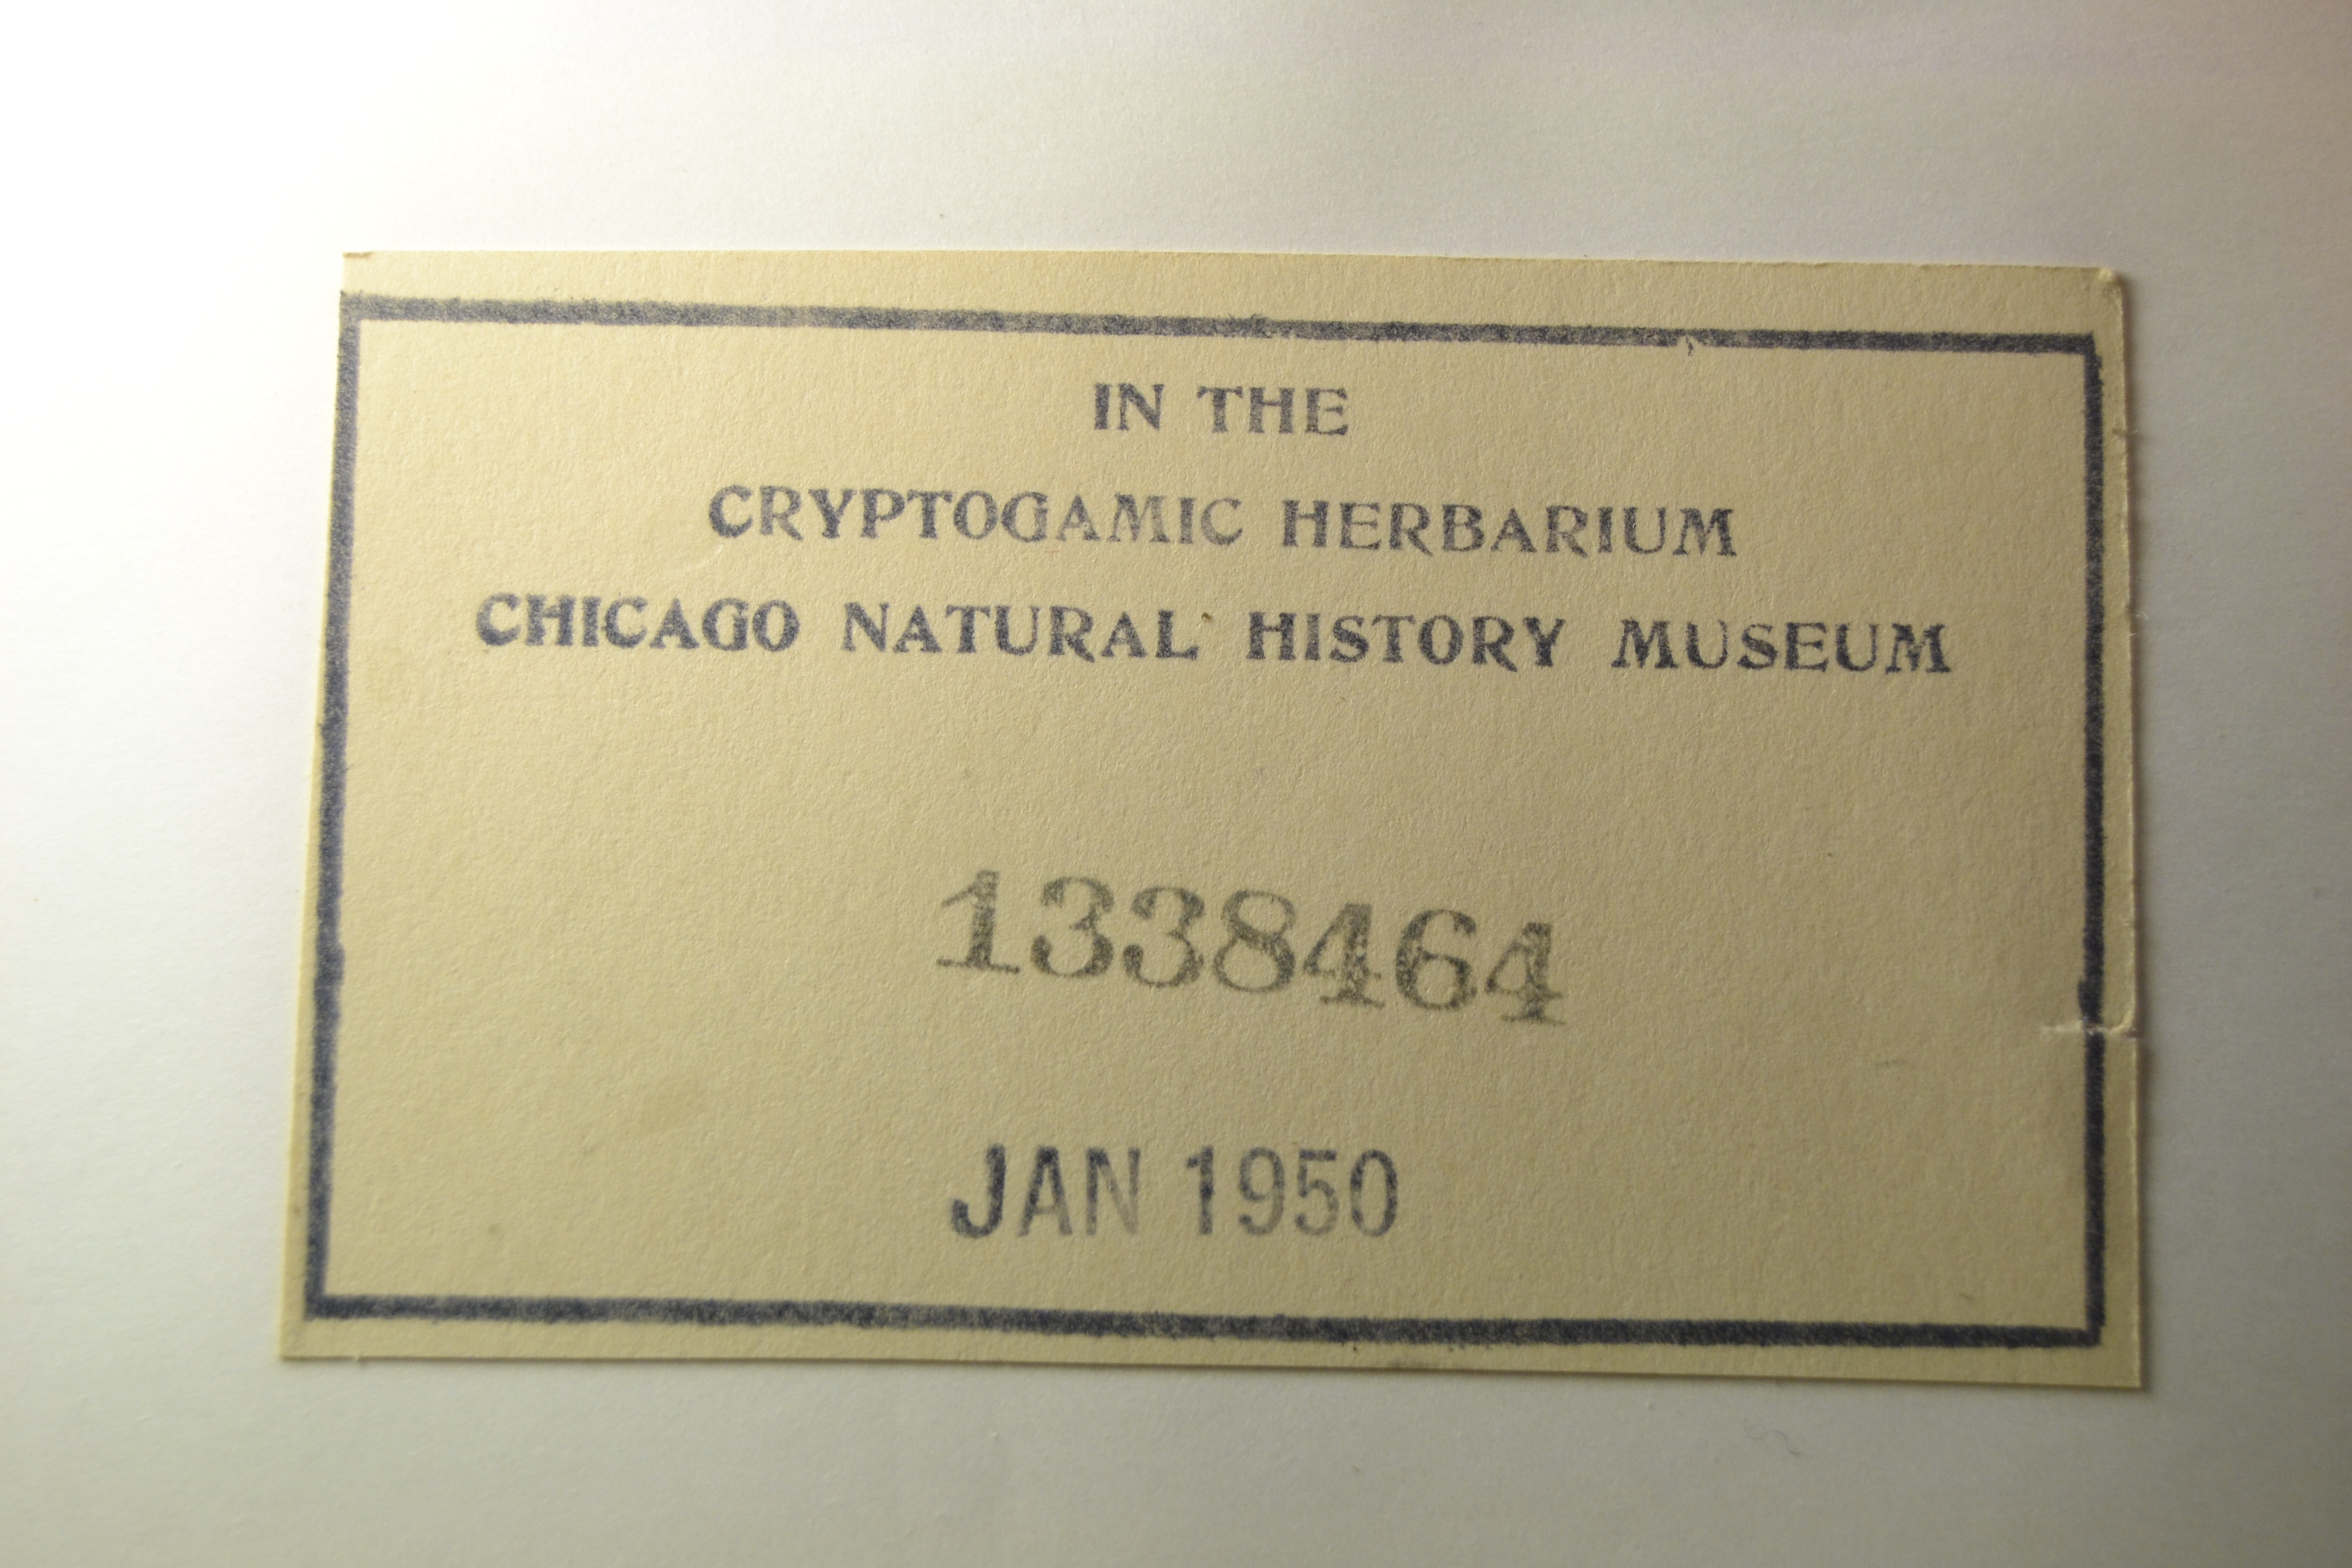 IN THE
CRYPTOGAMIC HERBARIUM
CHICAGO NATURAL HISTORY MUSEUM
1338464
JAN 1950